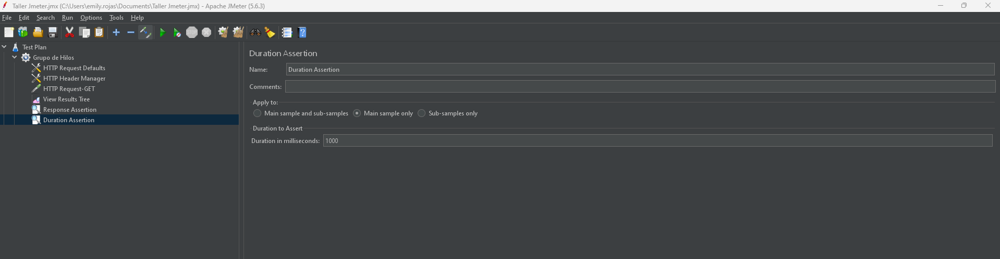 Taller Jmeter.jmx (C:\Users\emily.rojas\Documents\Taller Jmeter.jmx) - Apache JMeter (5.6.3)
File Edit Search Run Options Tools Help
STOP
Test Plan
Grupo de Hilos
HTTP Request Defaults
HTTP Header Manager
HTTP Request-GET
View Results Tree
Response Assertion
Duration Assertion
Duration Assertion
Name: Duration Assertion
Comments:
Apply to:
Main sample and sub-samples Main sample only Sub-samples only
Duration to Assert
Duration in milliseconds: 1000